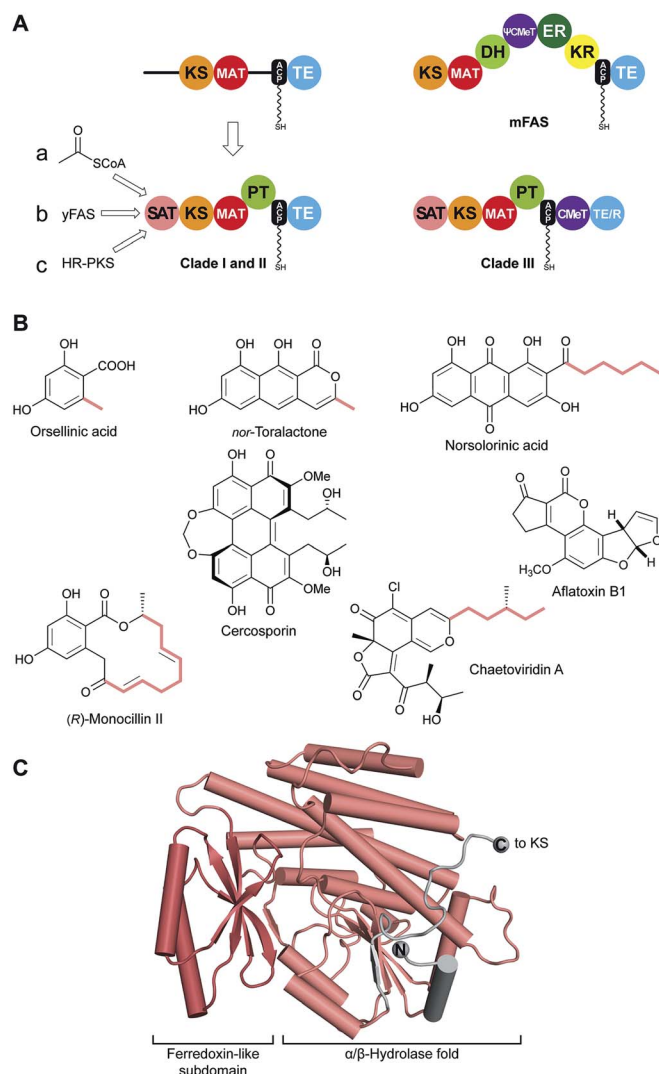 A
KS MAT ACP TE
SH
DH ΨCMeT ER KR
KS MAT ACP TE
SH
mFAS
a
O
SCoA
b yFAS
c HR-PKS
SAT KS MAT PT ACP TE
SH
Clade I and II
SAT KS MAT PT ACP CMeT TE/R
SH
Clade III
B
OH
COOH
HO
Orsellinic acid
OH OH O
O
HO
nor-Toralactone
OH O OH O
HO OH
O
Norsolorinic acid
OH O
OMe
OH
O
O
OH
OMe
OH O
Cercosporin
O O
O
O
H
H
H₃CO O
O
Aflatoxin B1
OH O
O
HO
O
(R)-Monocillin II
Cl
O
O
O
O
O
HO
Chaetoviridin A
C
C to KS
N
Ferredoxin-like
subdomain
α/β-Hydrolase fold